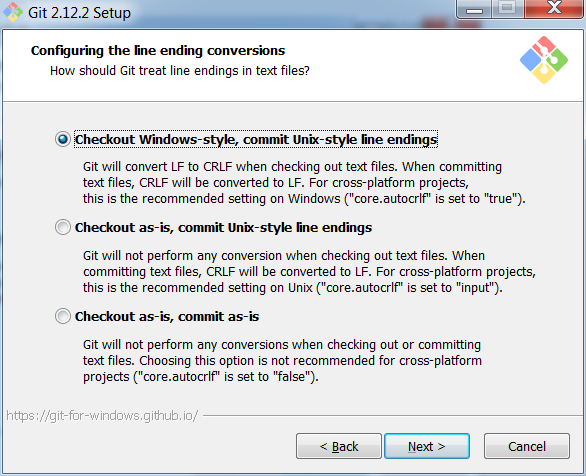 Git 2.12.2 Setup
Configuring the line ending conversions
How should Git treat line endings in text files?
Checkout Windows-style, commit Unix-style line endings
Git will convert LF to CRLF when checking out text files. When committing
text files, CRLF will be converted to LF. For cross-platform projects,
this is the recommended setting on Windows ("core.autocrlf" is set to "true").
Checkout as-is, commit Unix-style line endings
Git will not perform any conversion when checking out text files. When
committing text files, CRLF will be converted to LF. For cross-platform projects,
this is the recommended setting on Unix ("core.autocrlf" is set to "input").
Checkout as-is, commit as-is
Git will not perform any conversions when checking out or committing
text files. Choosing this option is not recommended for cross-platform
projects ("core.autocrlf" is set to "false").
https://git-for-windows.github.io/
< Back Next > Cancel